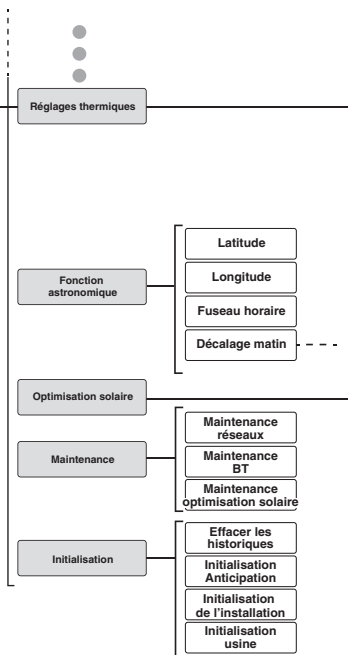 Réglages thermiques
Fonction
astronomique
Latitude
Longitude
Fuseau horaire
Décalage matin
Optimisation solaire
Maintenance
Maintenance
réseaux
Maintenance
BT
Maintenance
optimisation solaire
Initialisation
Effacer les
historiques
Initialisation
Anticipation
Initialisation
de l'installation
Initialisation
usine